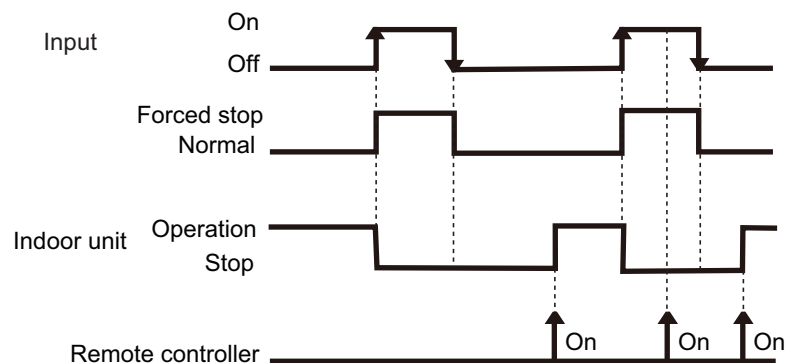 On
Input
Off
Forced stop
Normal
Operation
Indoor unit
Stop
On
On
On
Remote controller